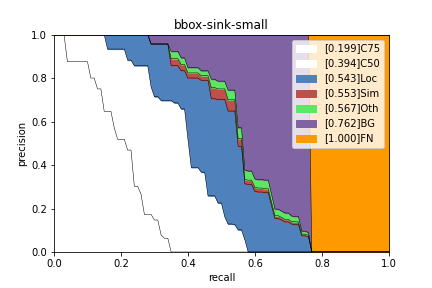 bbox-sink-small
precision
1.0
0.8
0.6
0.4
0.2
0.0
[0.199]C75
[0.394]C50
[0.543]Loc
[0.553]Sim
[0.567]Oth
[0.762]BG
[1.000]FN
0.0 0.2 0.4 0.6 0.8 1.0
recall